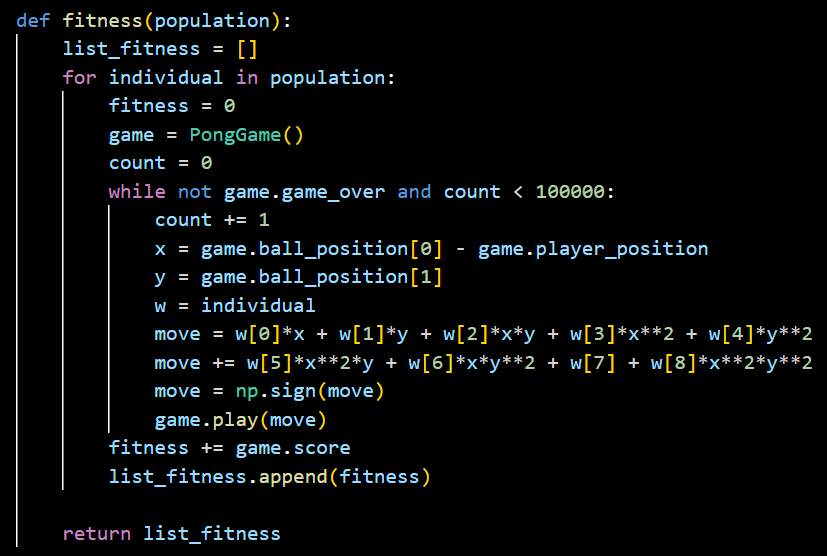 def fitness(population):
    list_fitness = []
    for individual in population:
        fitness = 0
        game = PongGame()
        count = 0
        while not game.game_over and count < 100000:
            count += 1
            x = game.ball_position[0] - game.player_position
            y = game.ball_position[1]
            w = individual
            move = w[0]*x + w[1]*y + w[2]*x*y + w[3]*x**2 + w[4]*y**2
            move += w[5]*x**2*y + w[6]*x*y**2 + w[7] + w[8]*x**2*y**2
            move = np.sign(move)
            game.play(move)
        fitness += game.score
        list_fitness.append(fitness)

    return list_fitness